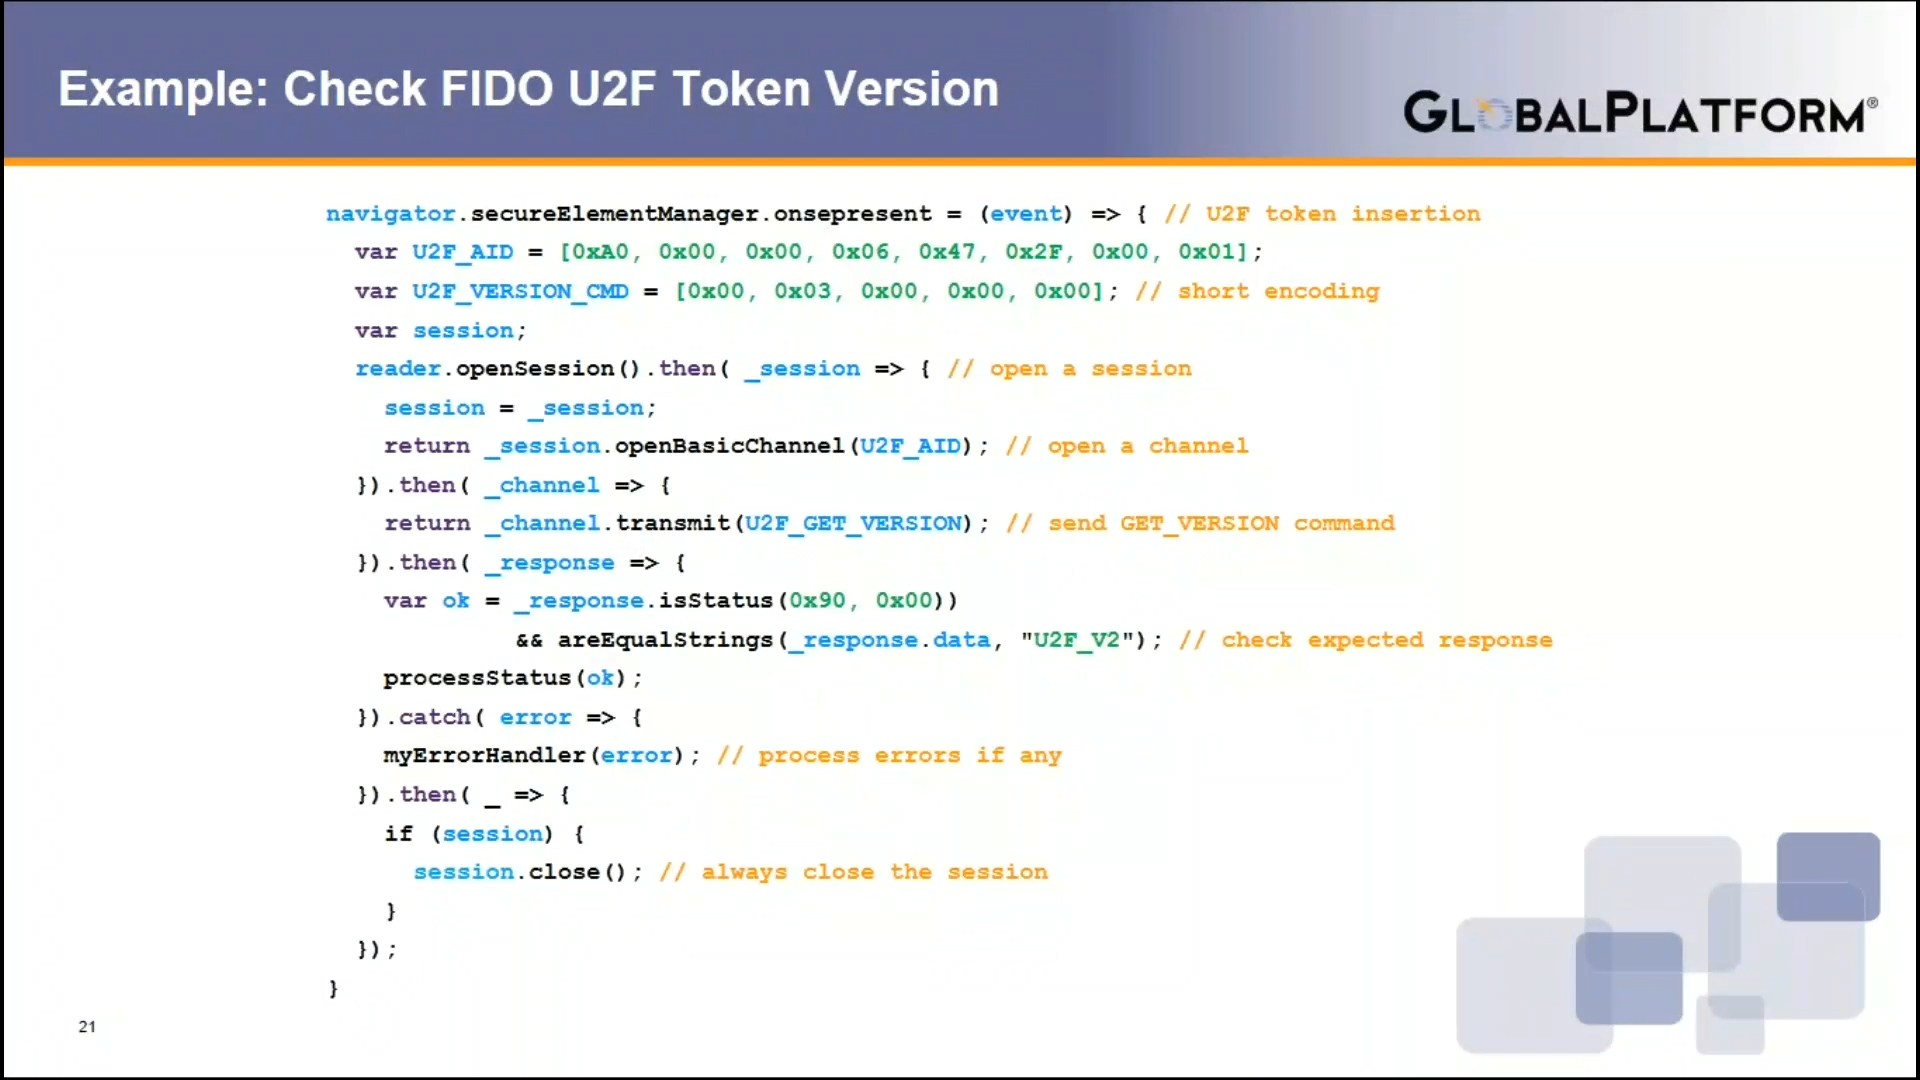 Example: Check FIDO U2F Token Version
GLOBALPLATFORM®
navigator.secureElementManager.onsepresent = (event) => { // U2F token insertion
var U2F_AID = [0xA0, 0x00, 0x00, 0x06, 0x47, 0x2F, 0x00, 0x01];
var U2F_VERSION_CMD = [0x00, 0x03, 0x00, 0x00, 0x00]; // short encoding
var session;
reader.openSession().then( _session => { // open a session
session = _session;
return _session.openBasicChannel(U2F_AID); // open a channel
}).then( _channel => {
return _channel.transmit(U2F_GET_VERSION); // send GET_VERSION command
}).then( _response => {
var ok = _response.isStatus(0x90, 0x00))
&& areEqualStrings(_response.data, "U2F_V2"); // check expected response
processStatus(ok);
}).catch( error => {
myErrorHandler(error); // process errors if any
}).then( _ => {
if (session) {
session.close(); // always close the session
}
});
}
21